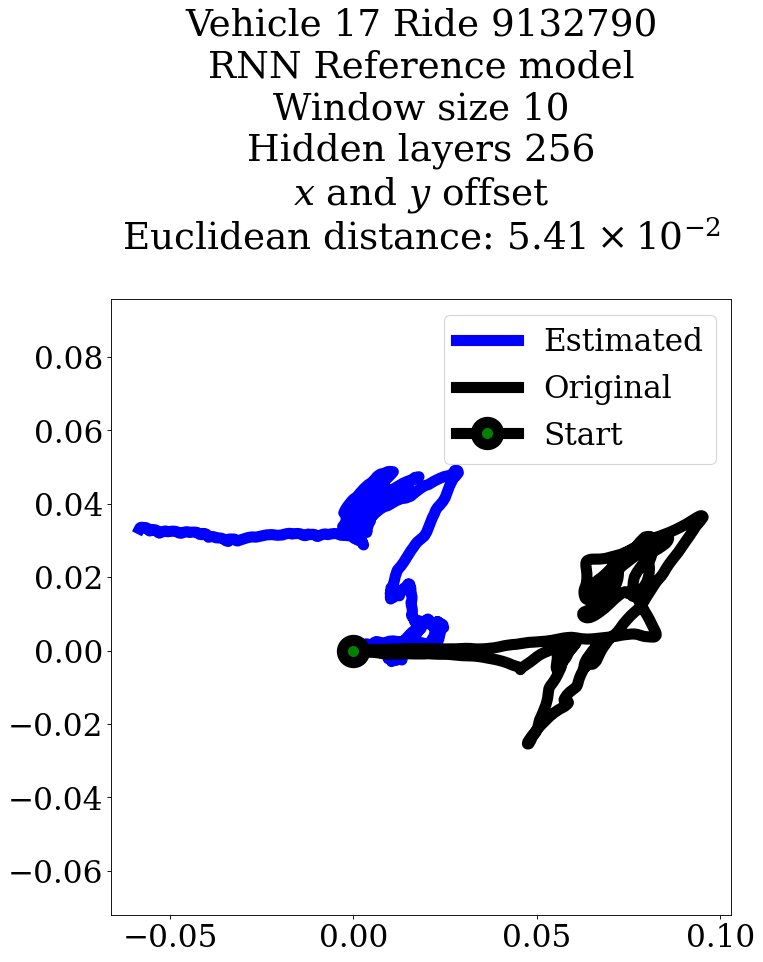 Vehicle 17 Ride 9132790
RNN Reference model
Window size 10
Hidden layers 256
x and y offset
Euclidean distance: 5.41 × 10⁻²
Estimated
Original
Start
0.08
0.06
0.04
0.02
0.00
−0.02
−0.04
−0.06
−0.05 0.00 0.05 0.10